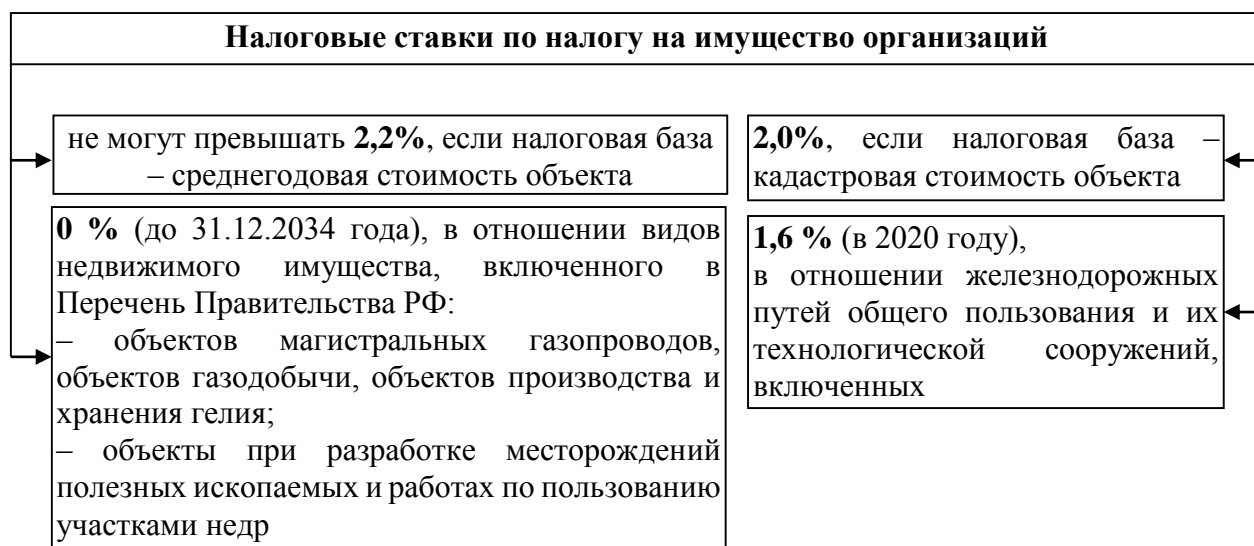 Налоговые ставки по налогу на имущество организаций
не могут превышать 2,2%, если налоговая база
– среднегодовая стоимость объекта
2,0%, если налоговая база –
кадастровая стоимость объекта
0 % (до 31.12.2034 года), в отношении видов
недвижимого имущества, включенного в
Перечень Правительства РФ:
– объектов магистральных газопроводов,
объектов газодобычи, объектов производства и
хранения гелия;
– объекты при разработке месторождений
полезных ископаемых и работах по пользованию
участками недр
1,6 % (в 2020 году),
в отношении железнодорожных
путей общего пользования и их
технологической сооружений,
включенных